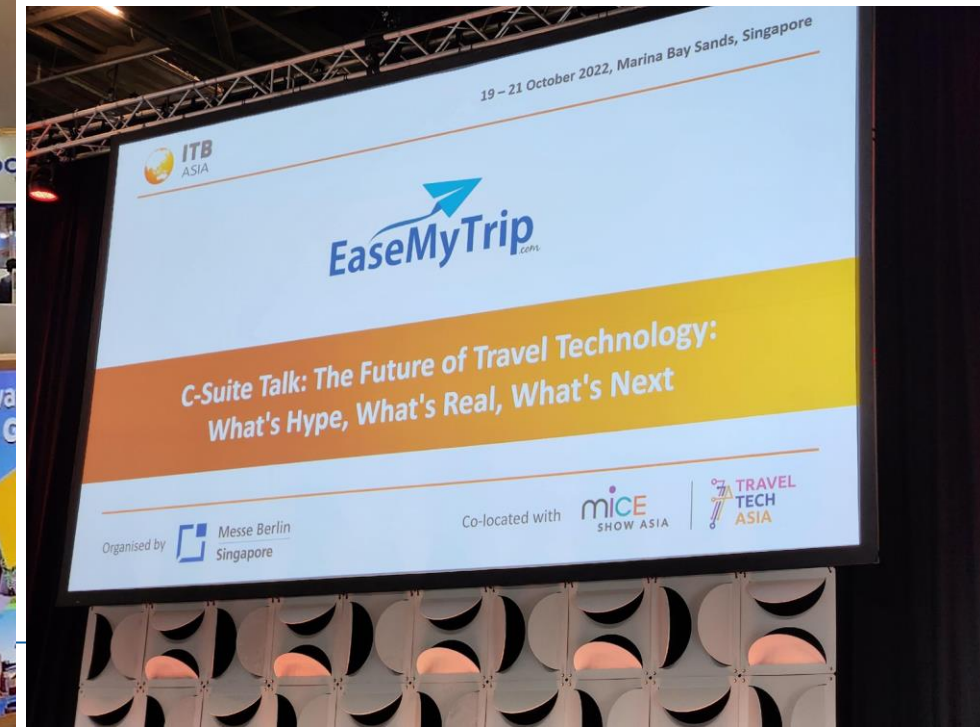 19 – 21 October 2022, Marina Bay Sands, Singapore
ITB
ASIA
EaseMyTrip
.com
C-Suite Talk: The Future of Travel Technology:
What's Hype, What's Real, What's Next
Organised by
Messe Berlin
Singapore
Co-located with
mice
SHOW ASIA
TRAVEL
TECH
ASIA